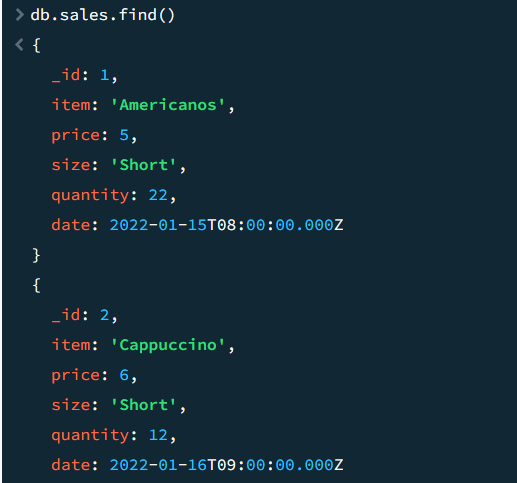 > db.sales.find()
< {
_id: 1,
item: 'Americanos',
price: 5,
size: 'Short',
quantity: 22,
date: 2022-01-15T08:00:00.000Z
}
{
_id: 2,
item: 'Cappuccino',
price: 6,
size: 'Short',
quantity: 12,
date: 2022-01-16T09:00:00.000Z